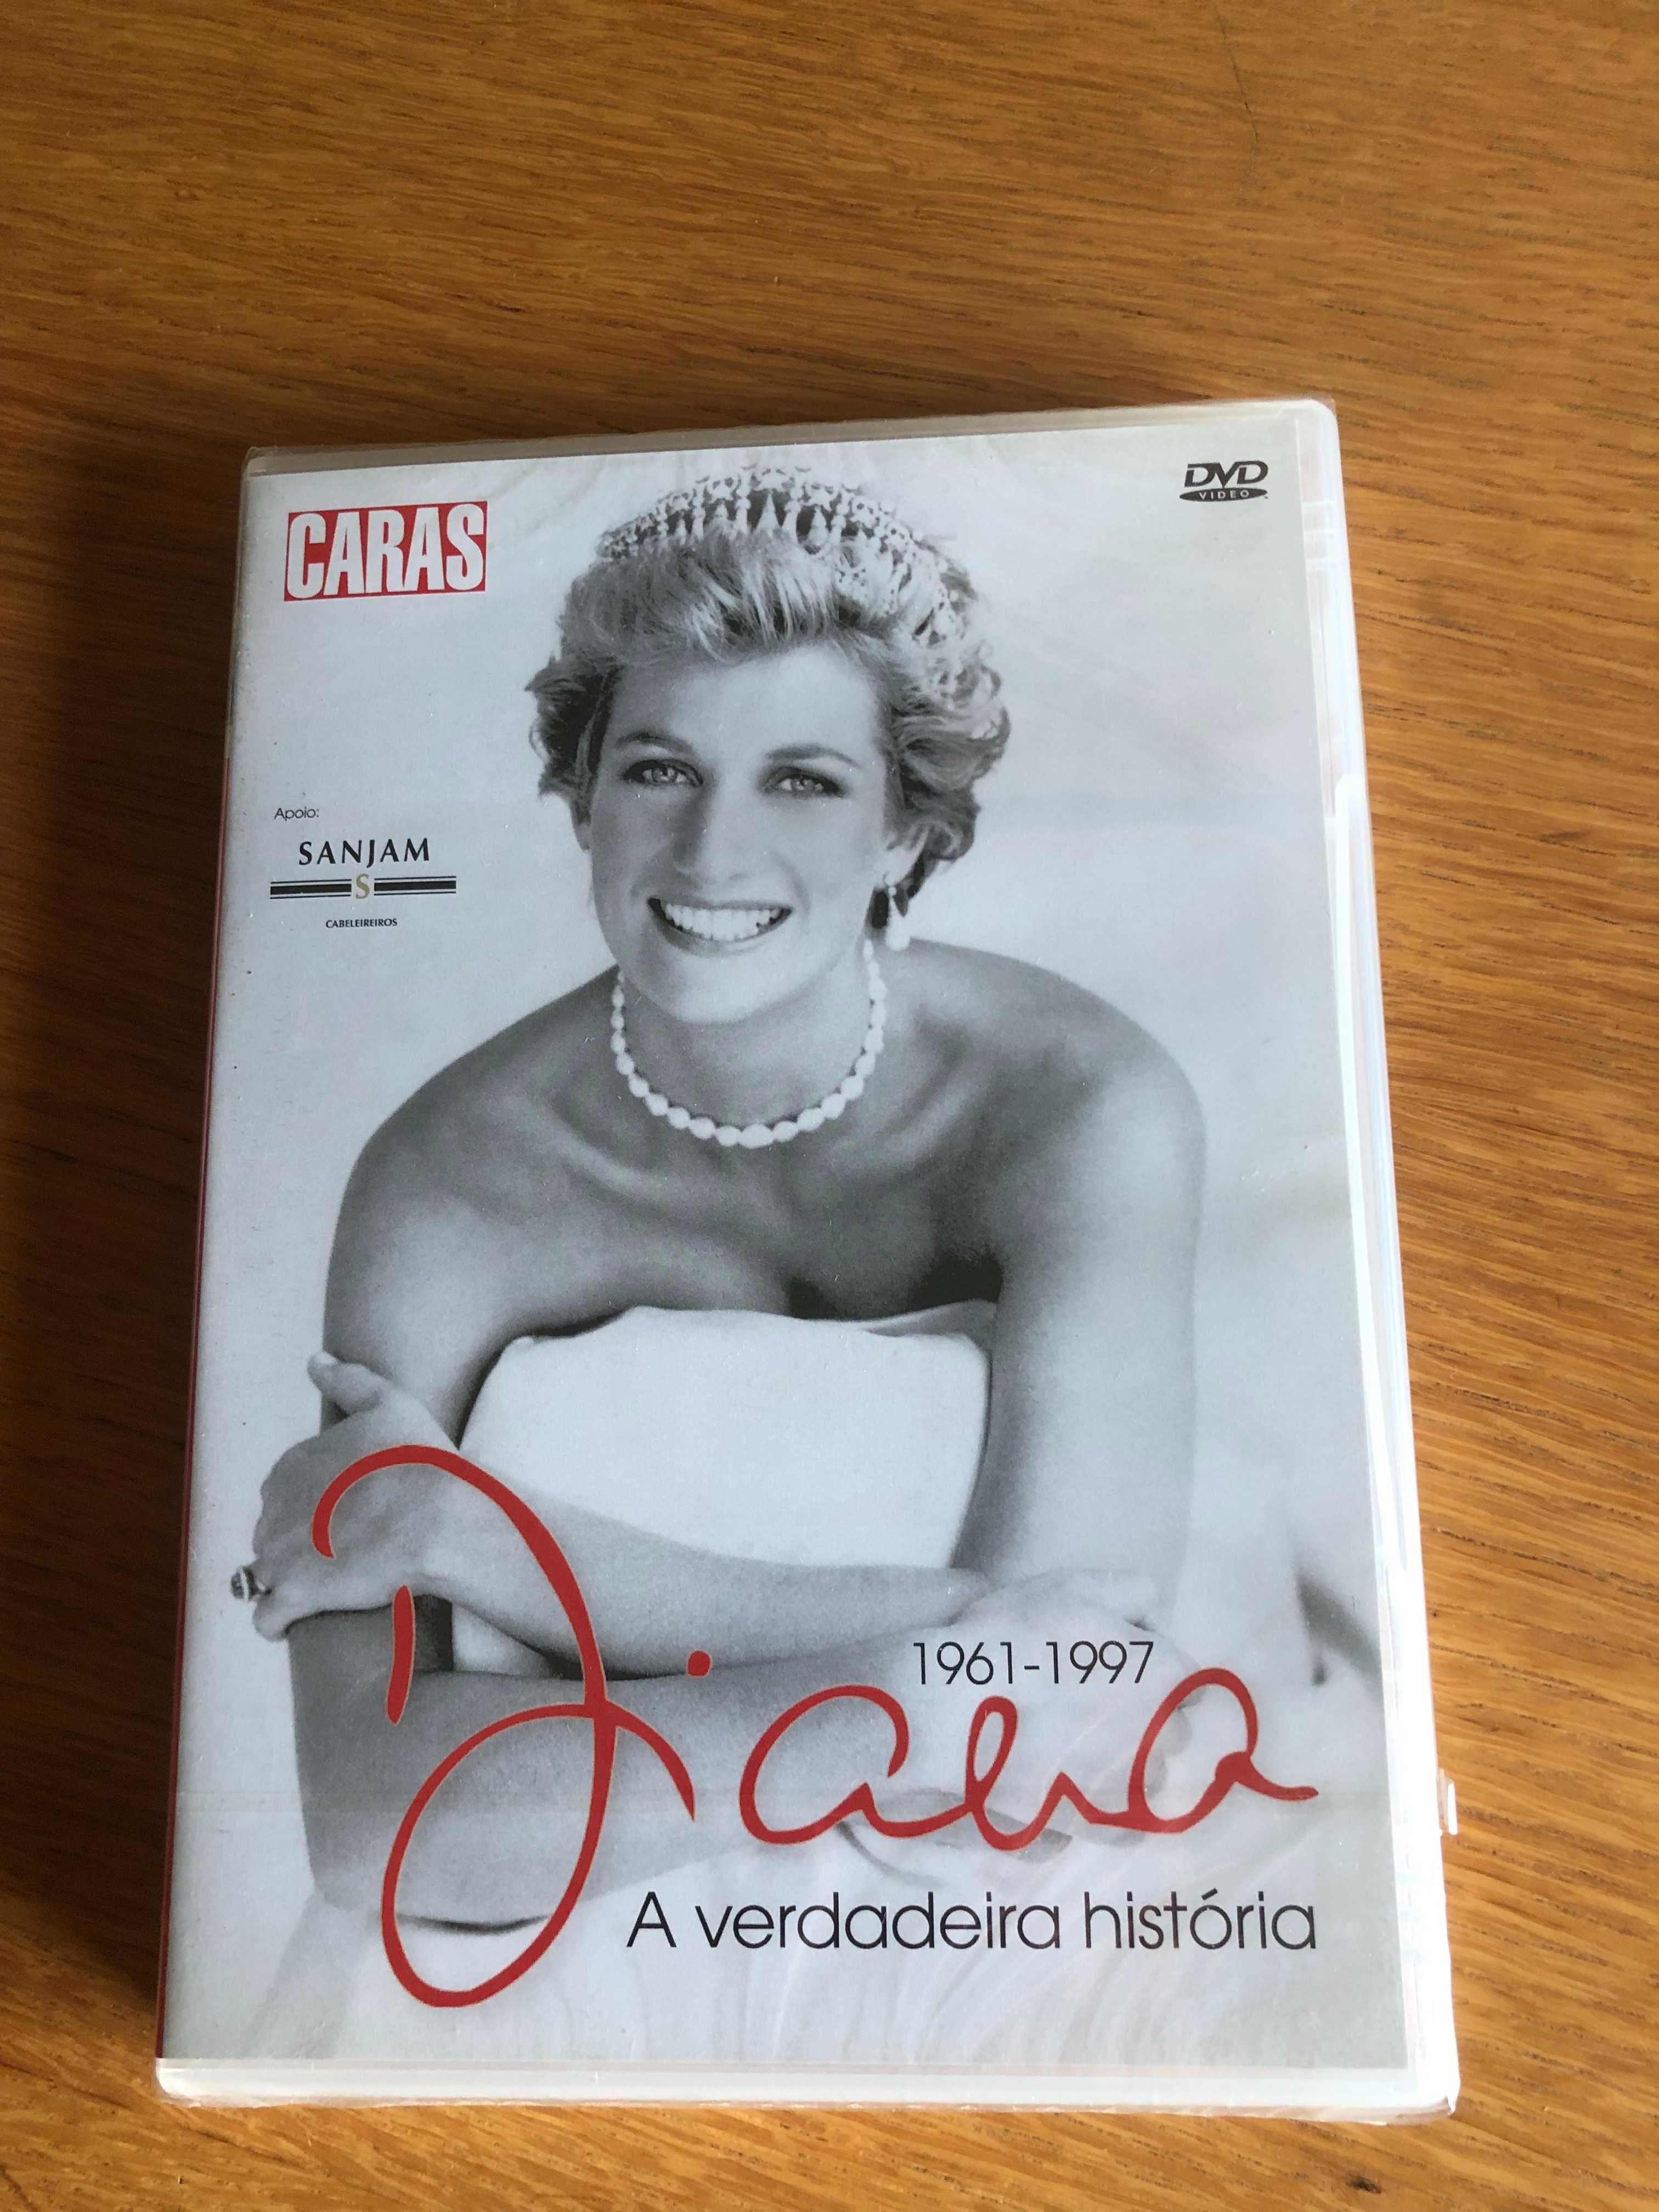 CARAS
DVD
VIDEO
Apoio:
SANJAM
S
CABELEIREIROS
1961-1997
Diana
A verdadeira história